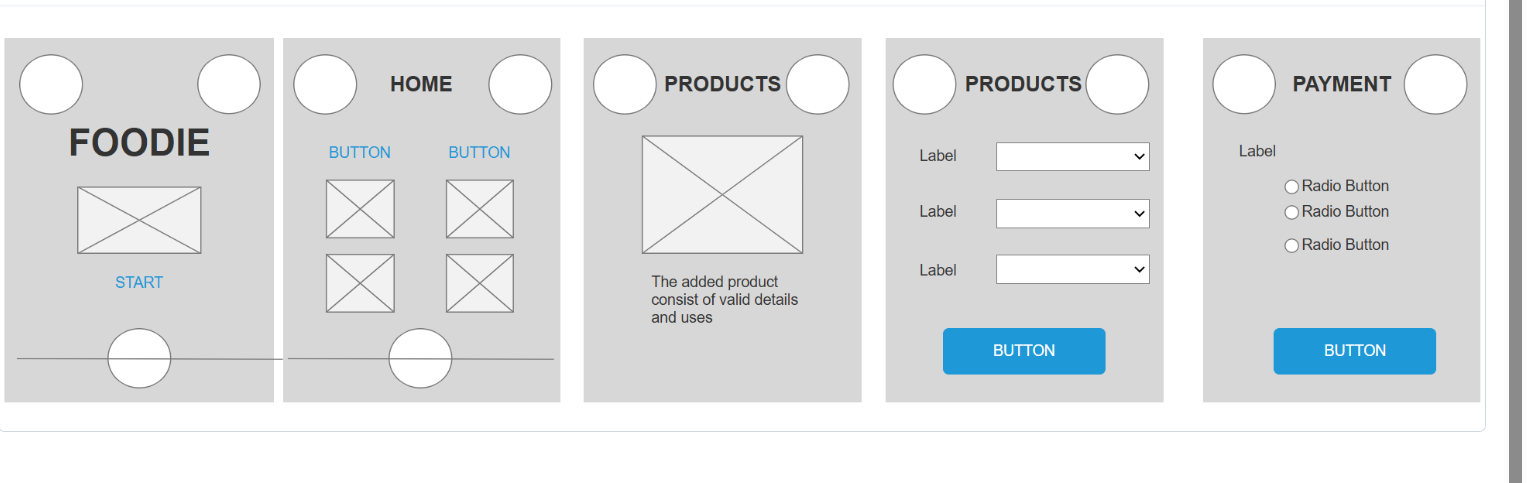 FOODIE
START
HOME
BUTTON BUTTON
PRODUCTS
The added product
consist of valid details
and uses
PRODUCTS
Label
Label
Label
BUTTON
PAYMENT
Label
Radio Button
Radio Button
Radio Button
BUTTON